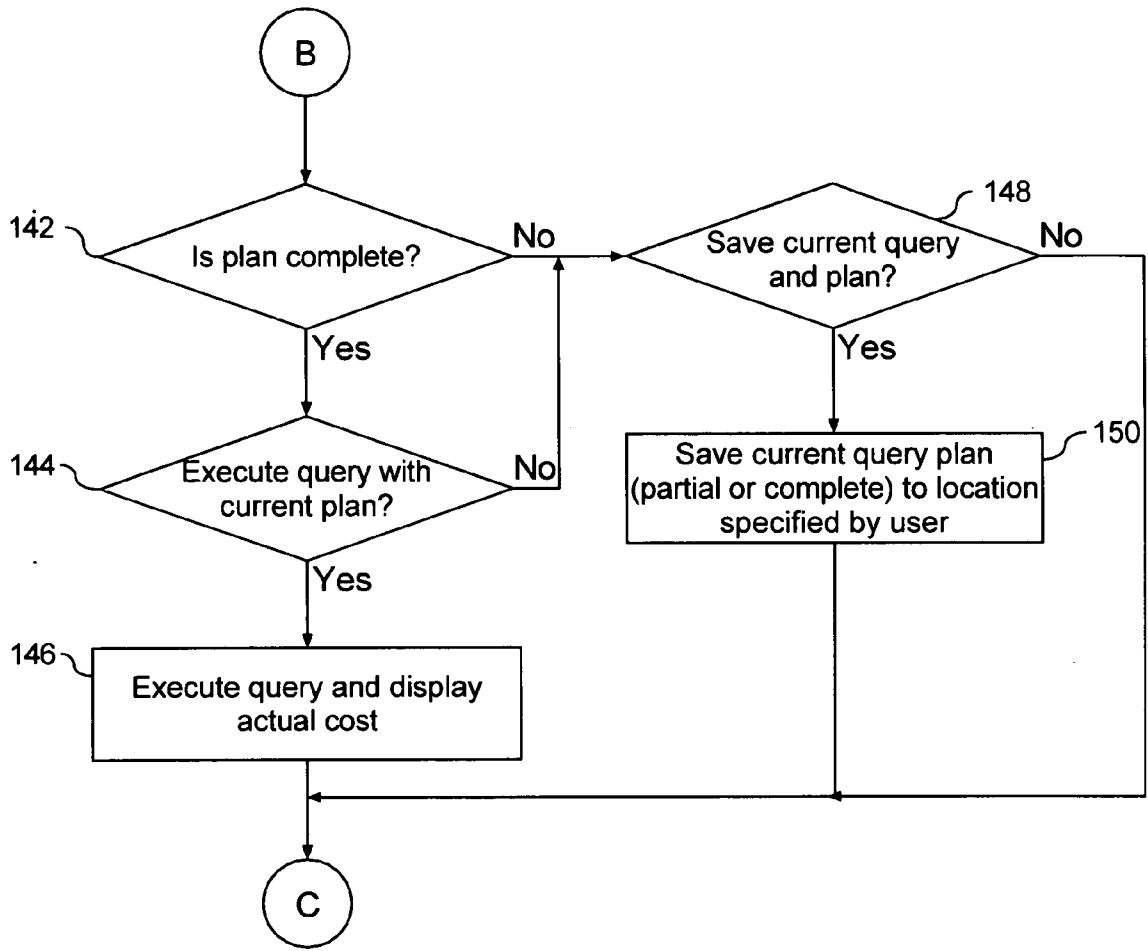 B
142
Is plan complete?
No
148
Save current query
and plan?
No
Yes
Yes
144
Execute query with
current plan?
No
150
Save current query plan
(partial or complete) to location
specified by user
Yes
146
Execute query and display
actual cost
C